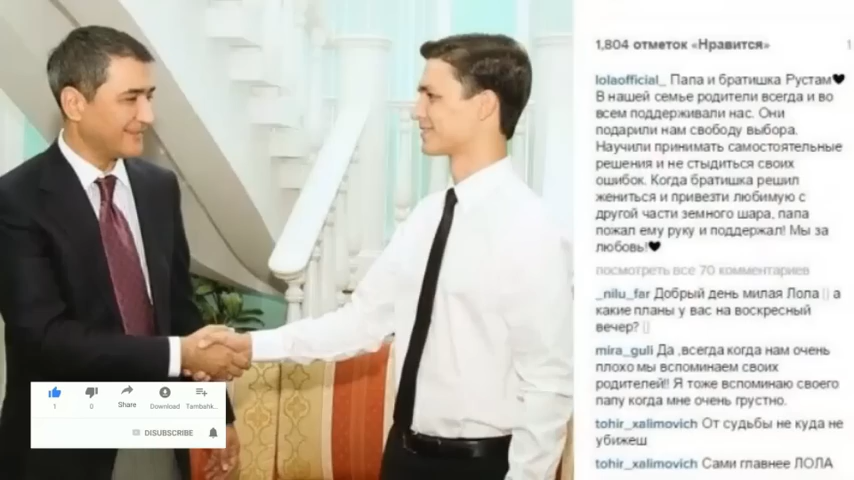 1,804 отметок «Нравится»
1
lolaofficial_ Папа и братишка Рустам🖤
В нашей семье родители всегда и во
всем поддерживали нас. Они
подарили нам свободу выбора.
Научили принимать самостоятельные
решения и не стыдиться своих
ошибок. Когда братишка решил
жениться и привезти любимую с
другой части земного шара, папа
пожал ему руку и поддержал! Мы за
любовь!🖤
посмотреть все 70 комментариев
_nilu_far Добрый день милая Лола а
какие планы у вас на воскресный
вечер?
mira_guli Да ,всегда когда нам очень
плохо мы вспоминаем своих
родителей! Я тоже вспоминаю своего
папу когда мне очень грустно.
tohir_xalimovich От судьбы не куда не
убижеш
tohir_xalimovich Сами главнее ЛОЛА
1 0 Share Download Tambahk...
DISUBSCRIBE